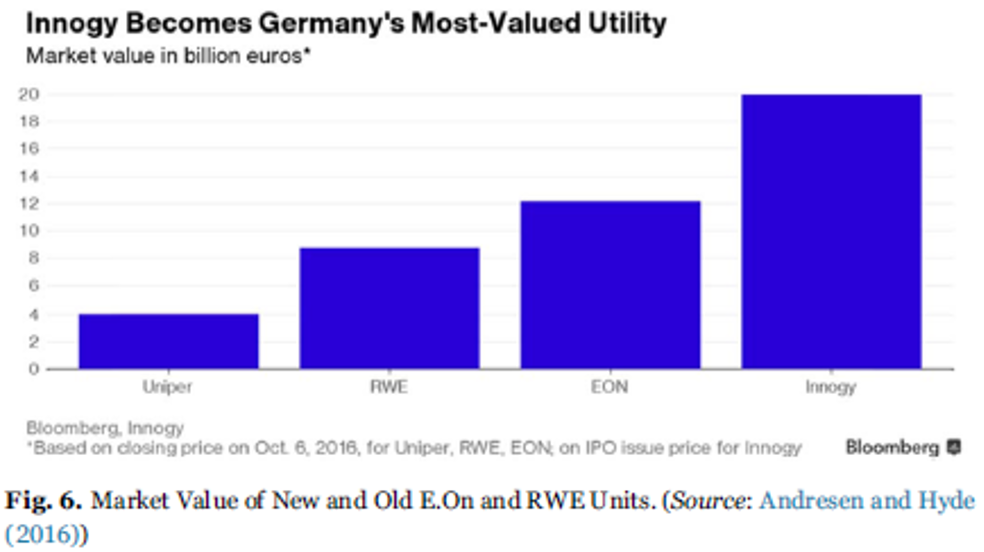 Innogy Becomes Germany's Most-Valued Utility
Market value in billion euros*
20
18
16
14
12
10
8
6
4
2
0
Uniper RWE EON Innogy
Bloomberg, Innogy
*Based on closing price on Oct. 6, 2016, for Uniper, RWE, EON; on IPO issue price for Innogy Bloomberg
Fig. 6. Market Value of New and Old E.On and RWE Units. (Source: Andresen and Hyde
(2016))